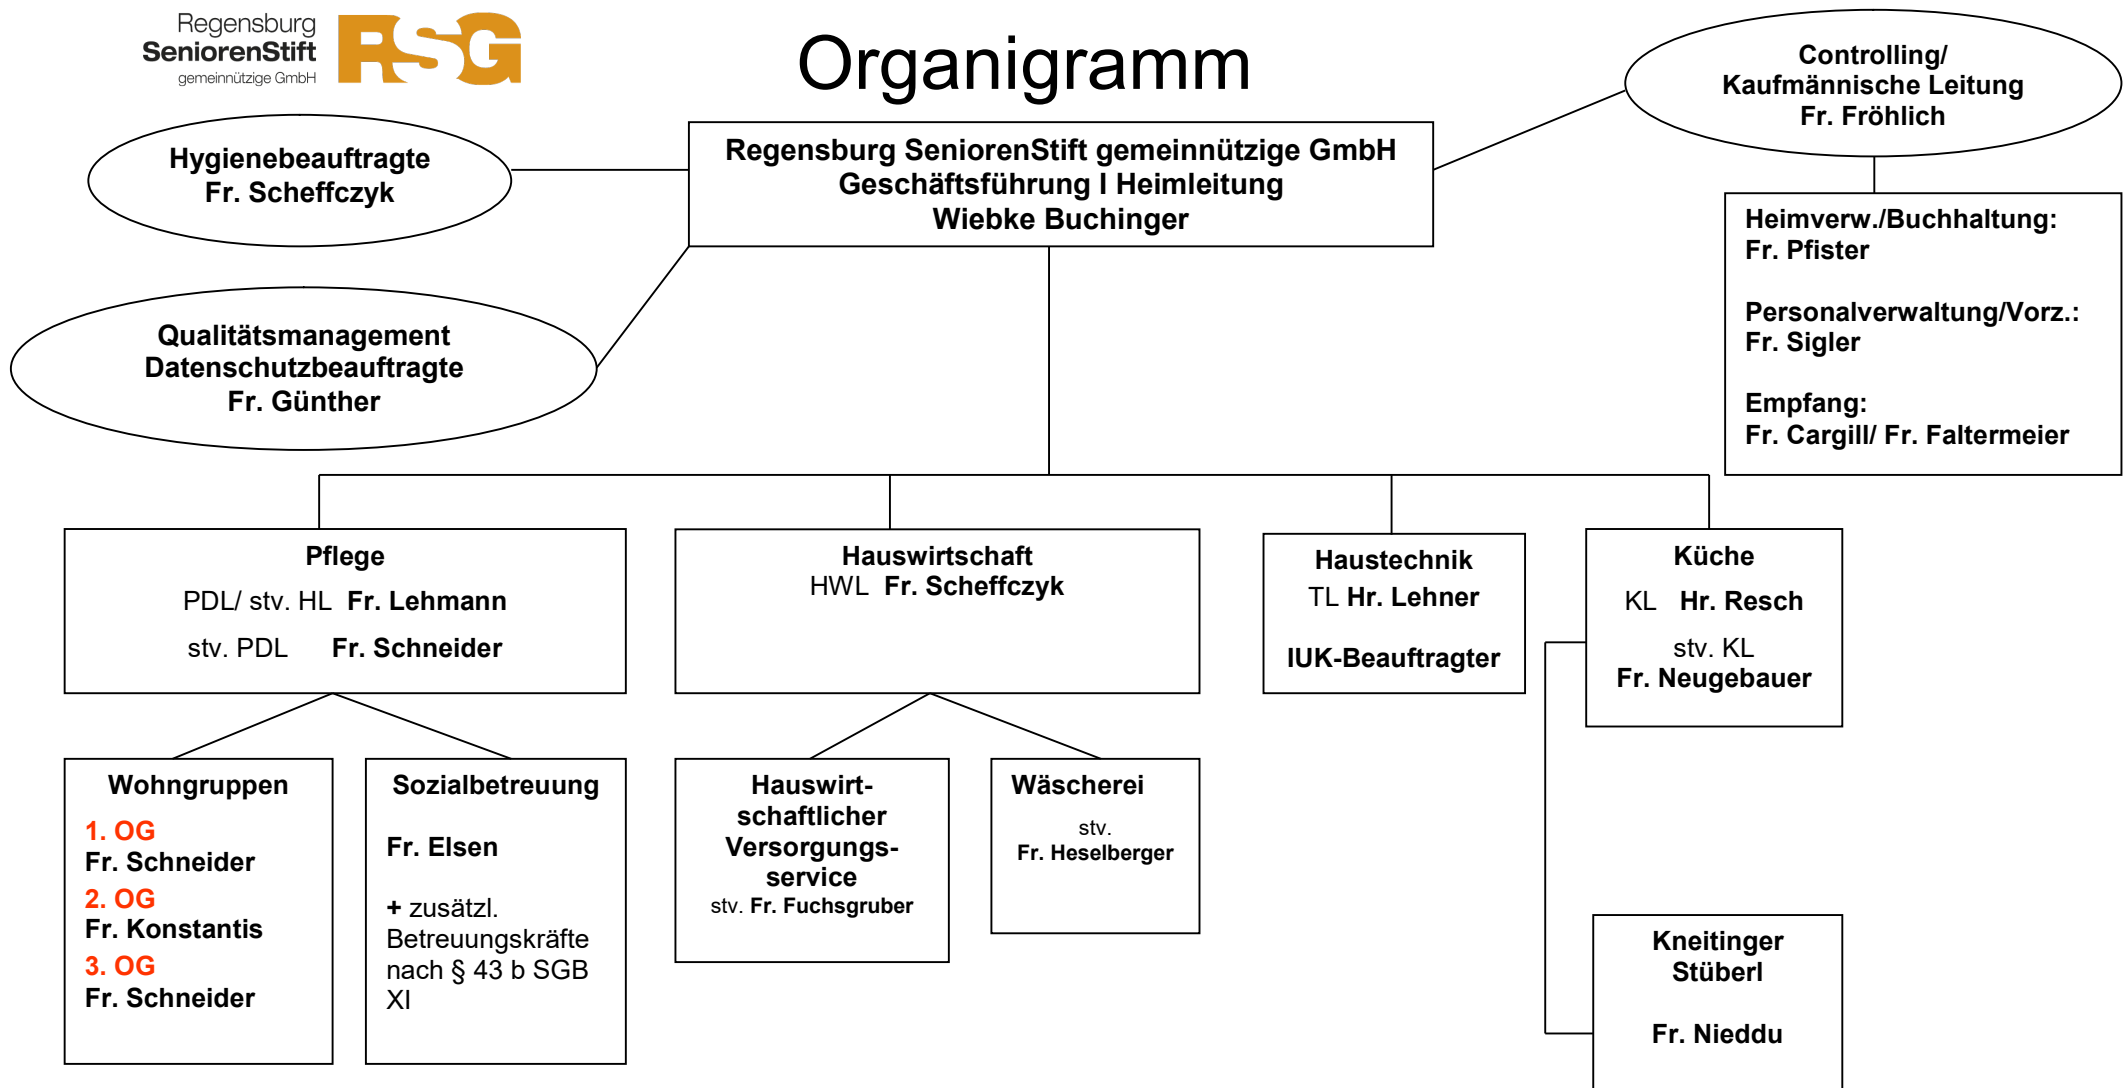 Regensburg
SeniorenStift
gemeinnützige GmbH
RSG
Organigramm
Controlling/
Kaufmännische Leitung
Fr. Fröhlich
Hygienebeauftragte
Fr. Scheffczyk
Regensburg SeniorenStift gemeinnützige GmbH
Geschäftsführung I Heimleitung
Wiebke Buchinger
Heimverw./Buchhaltung:
Fr. Pfister
Personalverwaltung/Vorz.:
Fr. Sigler
Empfang:
Fr. Cargill/ Fr. Faltermeier
Qualitätsmanagement
Datenschutzbeauftragte
Fr. Günther
Pflege
PDL/ stv. HL Fr. Lehmann
stv. PDL Fr. Schneider
Hauswirtschaft
HWL Fr. Scheffczyk
Haustechnik
TL Hr. Lehner
IUK-Beauftragter
Küche
KL Hr. Resch
stv. KL
Fr. Neugebauer
Wohngruppen
1. OG
Fr. Schneider
2. OG
Fr. Konstantis
3. OG
Fr. Schneider
Sozialbetreuung
Fr. Elsen
+ zusätzl.
Betreuungskräfte
nach § 43 b SGB
XI
Hauswirt-
schaftlicher
Versorgungs-
service
stv. Fr. Fuchsgruber
Wäscherei
stv.
Fr. Heselberger
Kneitinger
Stüberl
Fr. Nieddu